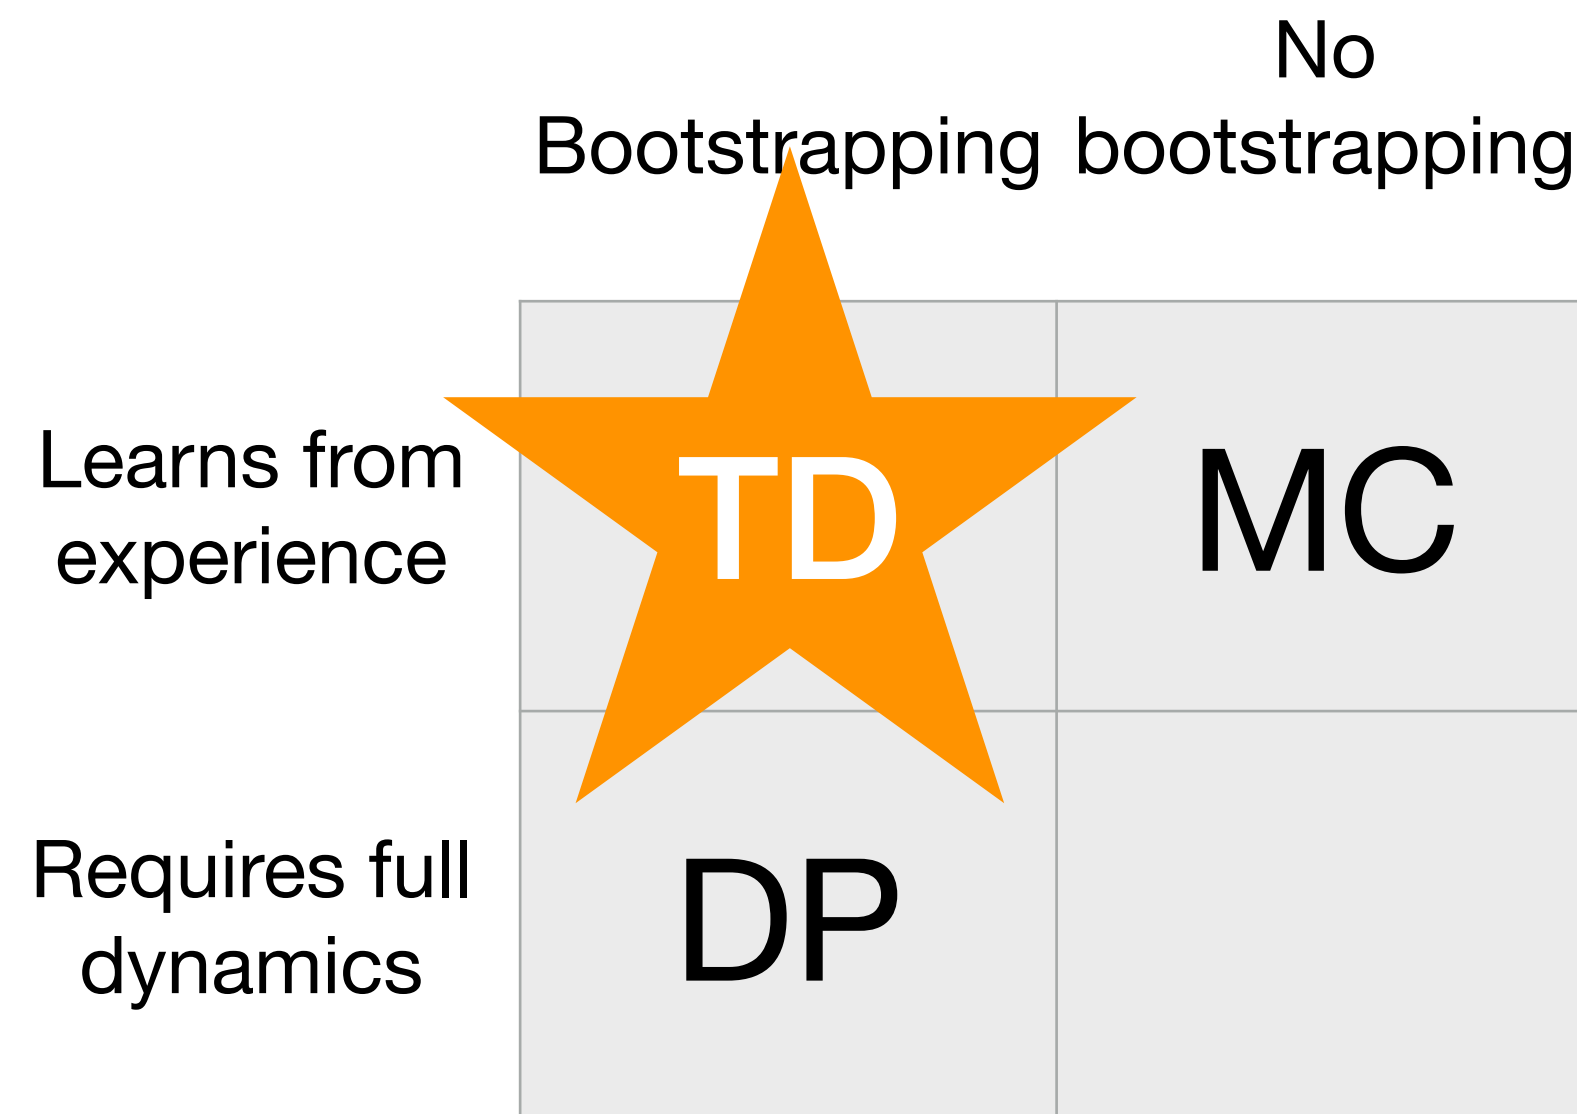 No
Bootstrapping bootstrapping
Learns from
experience
TD
MC
Requires full
dynamics
DP